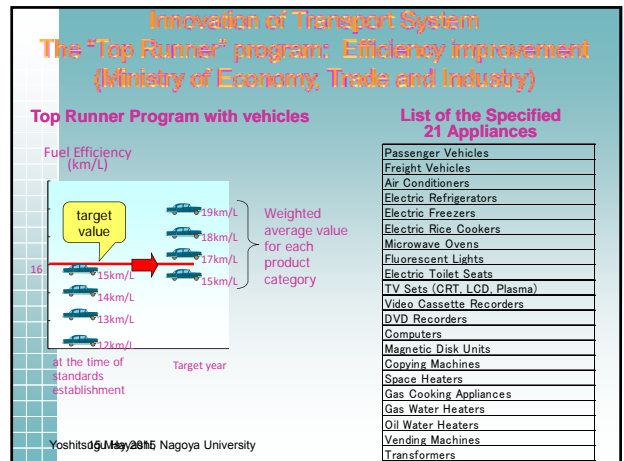 Innovation of Transport System
The "Top Runner" program: Efficiency Improvement
(Ministry of Economy, Trade and Industry)
Top Runner Program with vehicles
Fuel Efficiency
(km/L)
target
value
16
15km/L
14km/L
13km/L
12km/L
19km/L
18km/L
17km/L
15km/L
Weighted
average value
for each
product
category
at the time of
standards
establishment
Target year
List of the Specified
21 Appliances
Passenger Vehicles
Freight Vehicles
Air Conditioners
Electric Refrigerators
Electric Freezers
Electric Rice Cookers
Microwave Ovens
Fluorescent Lights
Electric Toilet Seats
TV Sets (CRT, LCD, Plasma)
Video Cassette Recorders
DVD Recorders
Computers
Magnetic Disk Units
Copying Machines
Space Heaters
Gas Cooking Appliances
Gas Water Heaters
Oil Water Heaters
Vending Machines
Transformers
Yoshitsugu Hayashi, Nagoya University
15 May 2015